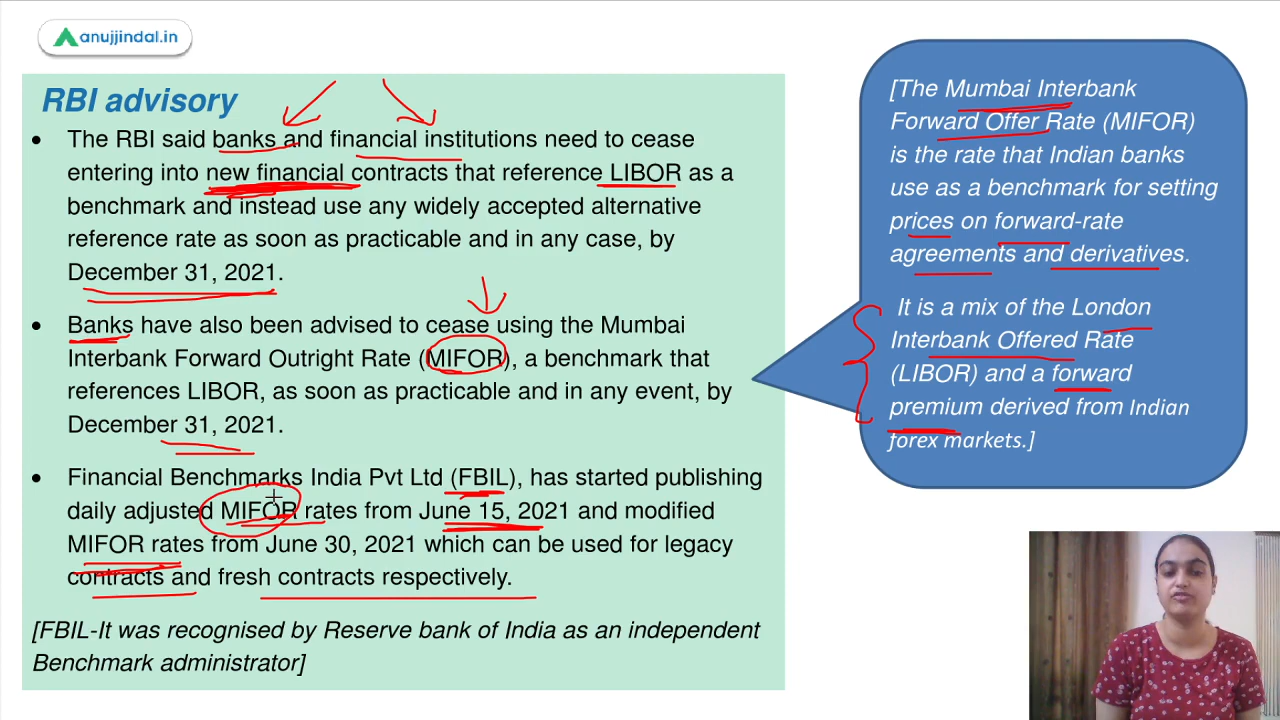 anujjindal.in
RBI advisory
• The RBI said banks and financial institutions need to cease
entering into new financial contracts that reference LIBOR as a
benchmark and instead use any widely accepted alternative
reference rate as soon as practicable and in any case, by
December 31, 2021.
• Banks have also been advised to cease using the Mumbai
Interbank Forward Outright Rate (MIFOR), a benchmark that
references LIBOR, as soon as practicable and in any event, by
December 31, 2021.
• Financial Benchmarks India Pvt Ltd (FBIL), has started publishing
daily adjusted MIFOR rates from June 15, 2021 and modified
MIFOR rates from June 30, 2021 which can be used for legacy
contracts and fresh contracts respectively.
[FBIL-It was recognised by Reserve bank of India as an independent
Benchmark administrator]
[The Mumbai Interbank
Forward Offer Rate (MIFOR)
is the rate that Indian banks
use as a benchmark for setting
prices on forward-rate
agreements and derivatives.
It is a mix of the London
Interbank Offered Rate
(LIBOR) and a forward
premium derived from Indian
forex markets.]